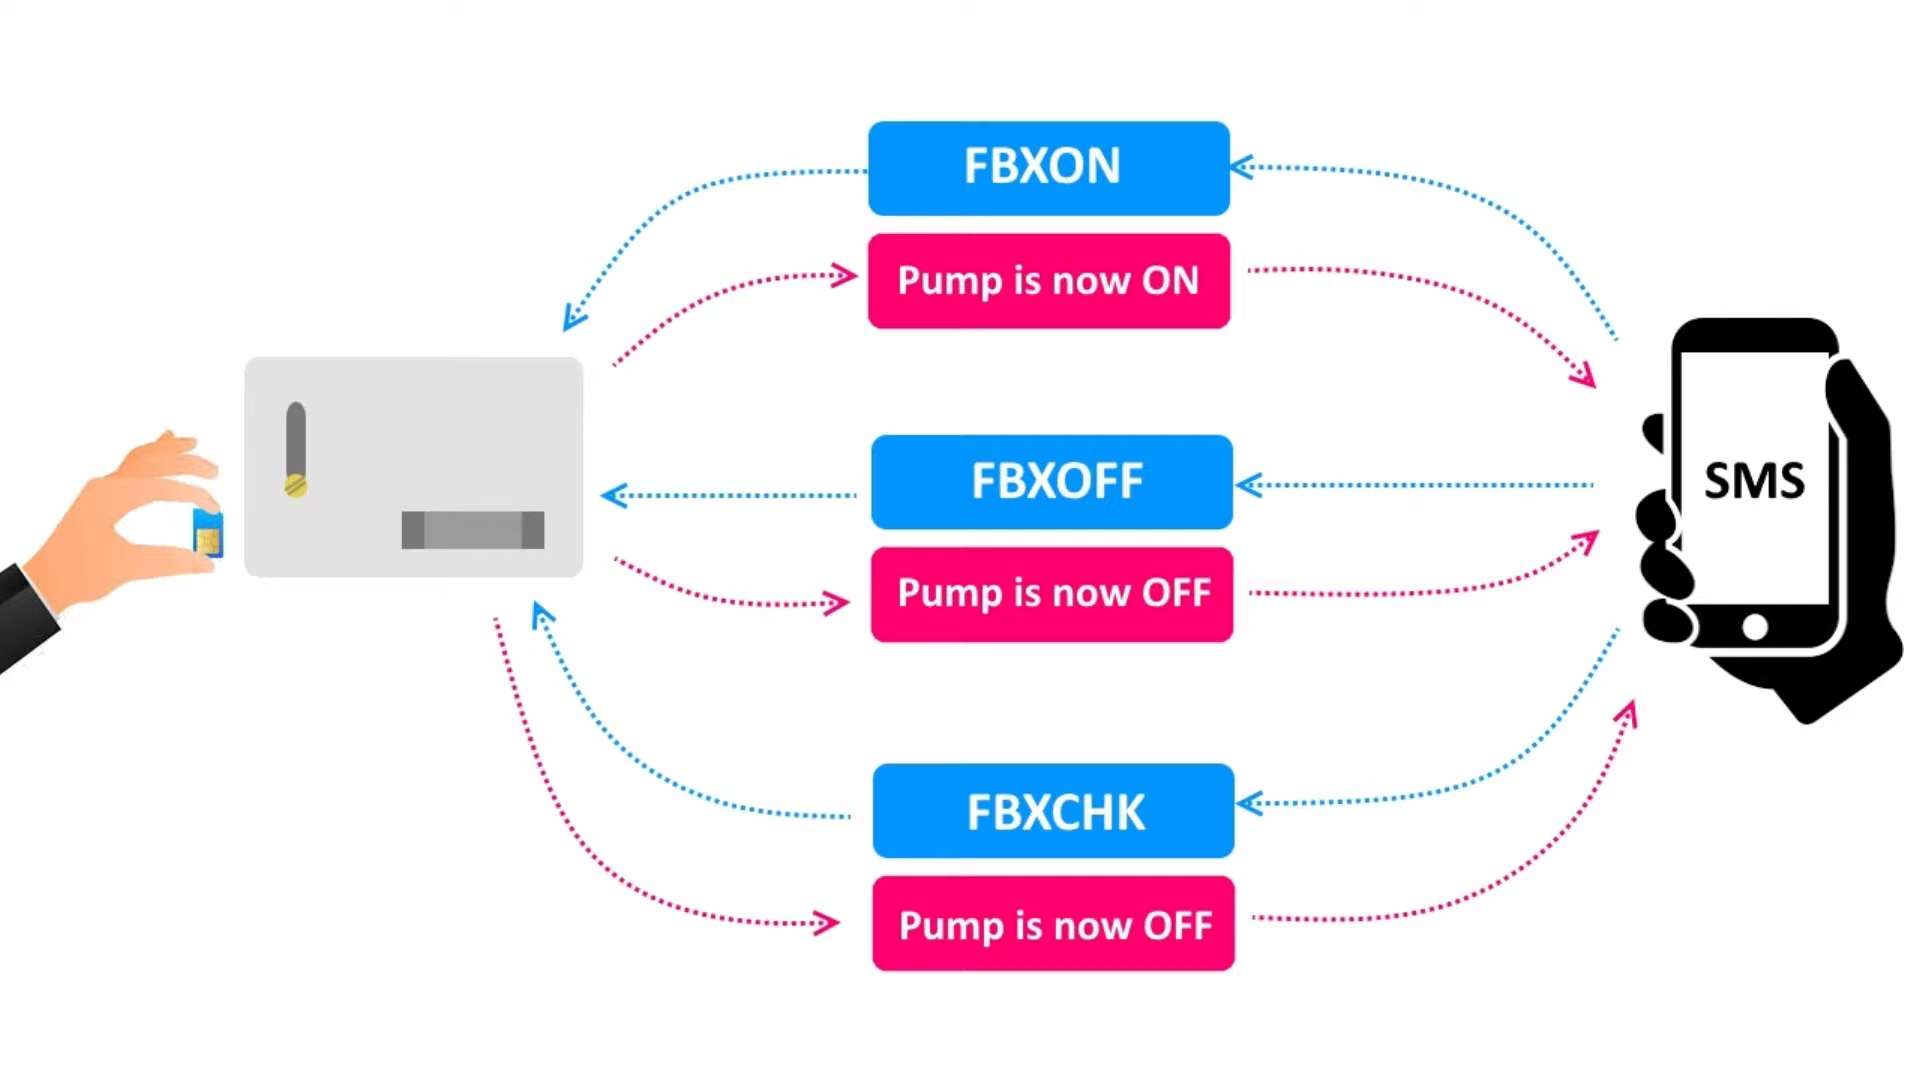 FBXON
Pump is now ON
FBXOFF
Pump is now OFF
SMS
FBXCHK
Pump is now OFF